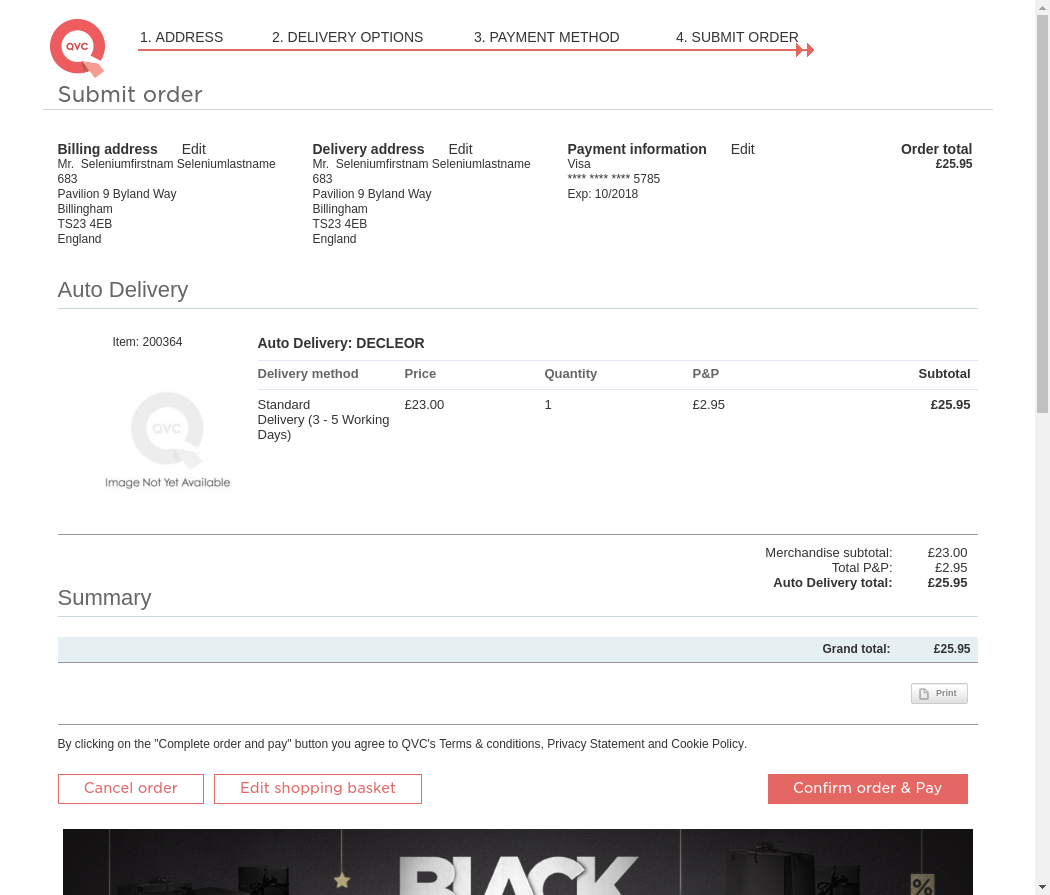 QVC
1. ADDRESS 2. DELIVERY OPTIONS 3. PAYMENT METHOD 4. SUBMIT ORDER
Submit order
Billing address Edit
Mr. Seleniumfirstnam Seleniumlastname
683
Pavilion 9 Byland Way
Billingham
TS23 4EB
England
Delivery address Edit
Mr. Seleniumfirstnam Seleniumlastname
683
Pavilion 9 Byland Way
Billingham
TS23 4EB
England
Payment information Edit
Visa
**** **** **** 5785
Exp: 10/2018
Order total
£25.95
Auto Delivery
Item: 200364
QVC
Image Not Yet Available
Auto Delivery: DECLEOR
Delivery method Price Quantity P&P Subtotal
Standard £23.00 1 £2.95 £25.95
Delivery (3 - 5 Working
Days)
Merchandise subtotal: £23.00
Total P&P: £2.95
Auto Delivery total: £25.95
Summary
Grand total: £25.95
Print
By clicking on the "Complete order and pay" button you agree to QVC's Terms & conditions, Privacy Statement and Cookie Policy.
Cancel order Edit shopping basket Confirm order & Pay
BLACK
%